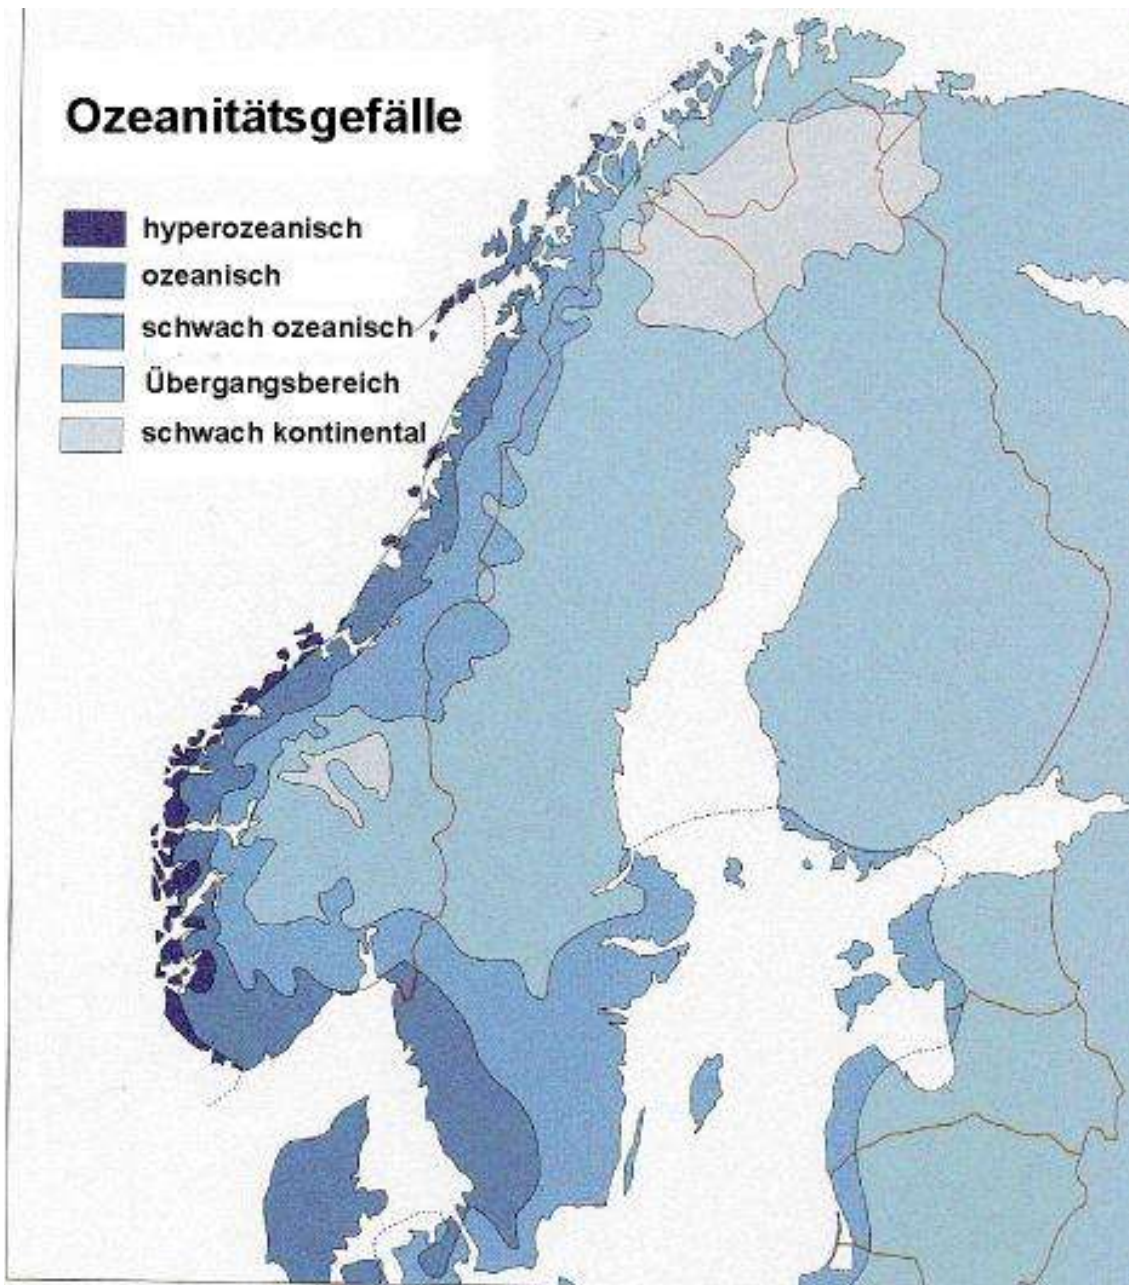 Ozeanitätsgefälle
hyperozeanisch
ozeanisch
schwach ozeanisch
Übergangsbereich
schwach kontinental